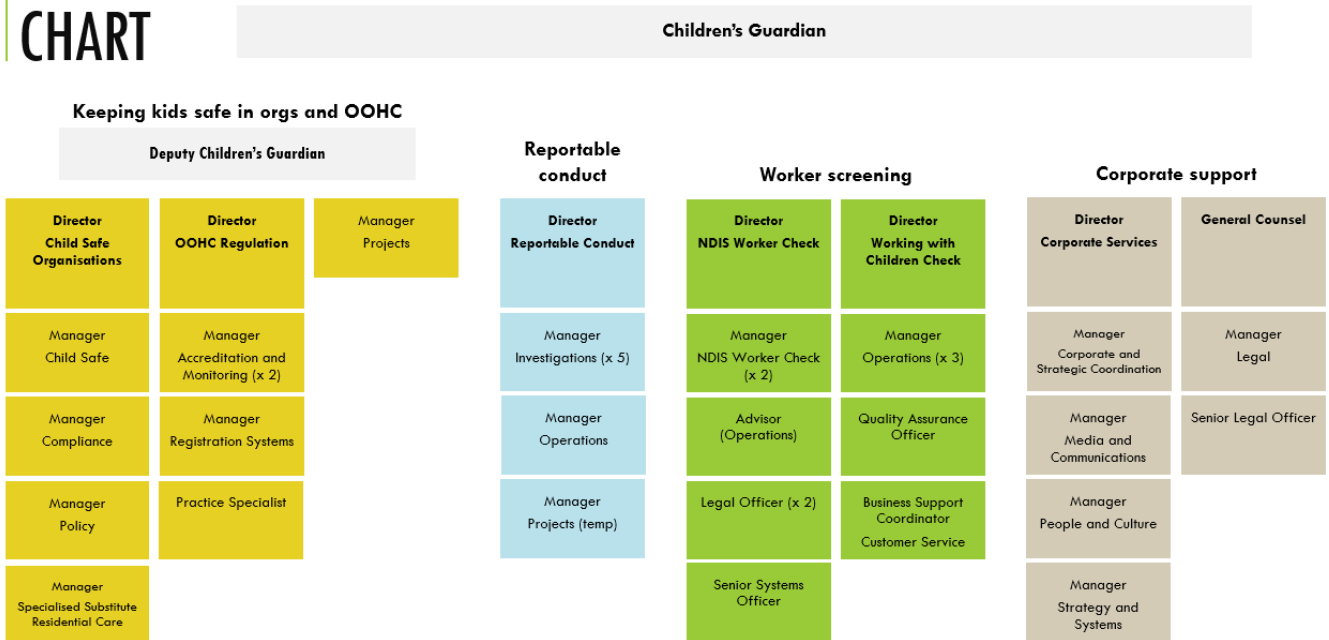 CHART
Children's Guardian
Keeping kids safe in orgs and OOHC
Deputy Children's Guardian
Director
Child Safe
Organisations
Manager
Child Safe
Manager
Compliance
Manager
Policy
Manager
Specialised Substitute
Residential Care
Director
OOHC Regulation
Manager
Accreditation and
Monitoring (x 2)
Manager
Registration Systems
Practice Specialist
Manager
Projects
Reportable
conduct
Director
Reportable Conduct
Manager
Investigations (x 5)
Manager
Operations
Manager
Projects (temp)
Worker screening
Director
NDIS Worker Check
Manager
NDIS Worker Check
(x 2)
Advisor
(Operations)
Legal Officer (x 2)
Senior Systems
Officer
Director
Working with
Children Check
Manager
Operations (x 3)
Quality Assurance
Officer
Business Support
Coordinator
Customer Service
Corporate support
Director
Corporate Services
Manager
Corporate and
Strategic Coordination
Manager
Media and
Communications
Manager
People and Culture
Manager
Strategy and
Systems
General Counsel
Manager
Legal
Senior Legal Officer